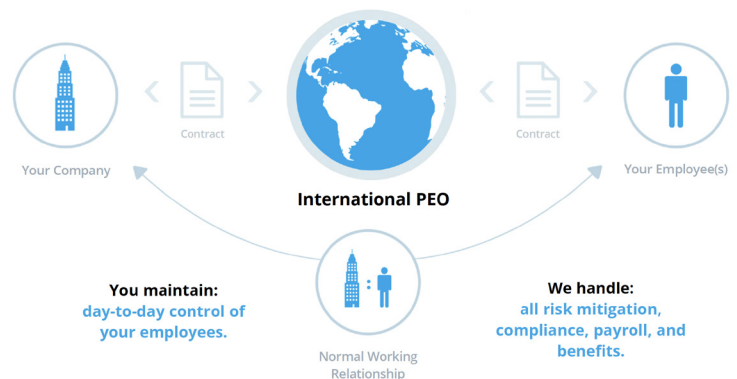 Contract
Contract
Your Company
Your Employee(s)
International PEO
You maintain:
day-to-day control of
your employees.
We handle:
all risk mitigation,
compliance, payroll, and
benefits.
Normal Working
Relationship